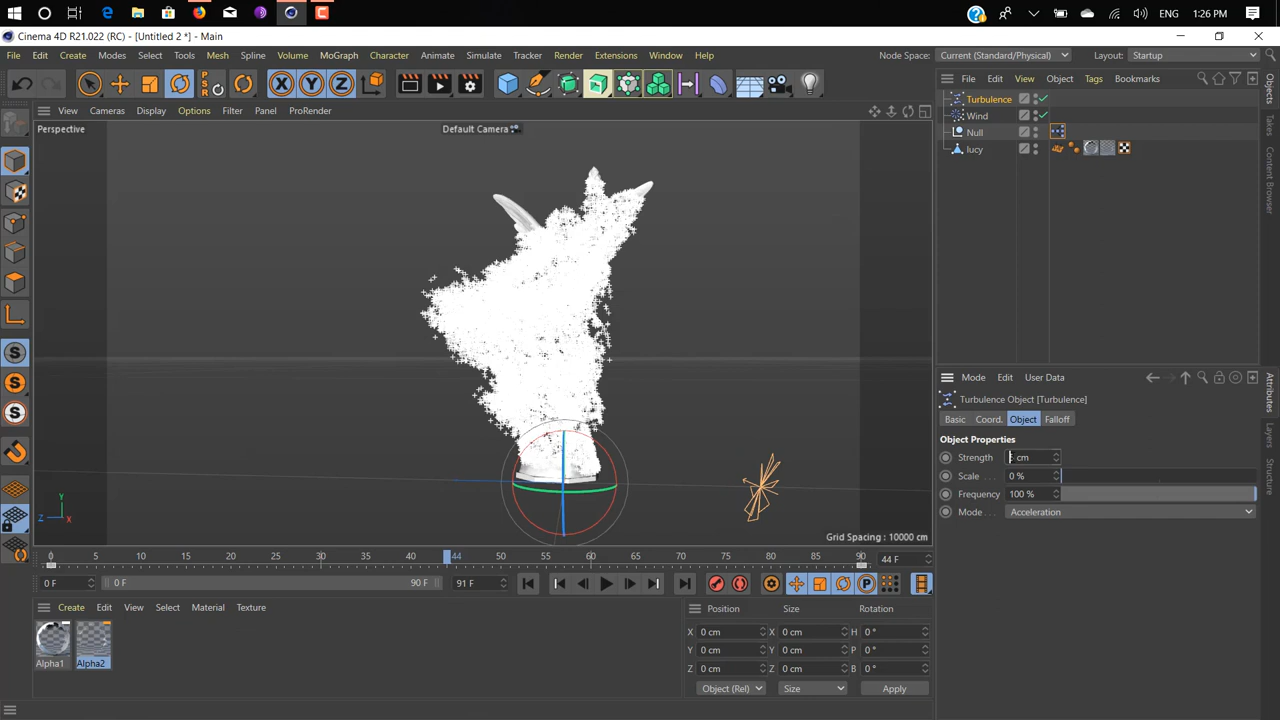 ENG 1:26 PM
Cinema 4D R21.022 (RC) - [Untitled 2 *] - Main
File Edit Create Modes Select Tools Mesh Spline Volume MoGraph Character Animate Simulate Tracker Render Extensions Window Help
Node Space: Current (Standard/Physical) Layout: Startup
P S R
X Y Z
File Edit View Object Tags Bookmarks
View Cameras Display Options Filter Panel ProRender
Perspective
Default Camera
Turbulence
Wind
Null
lucy
Objects
Takes
Content Browser
Mode Edit User Data
Turbulence Object [Turbulence]
Basic Coord. Object Falloff
Object Properties
Strength cm
Scale 0 %
Frequency 100 %
Mode Acceleration
Attributes
Layers
Structure
Y
Z X
Grid Spacing : 10000 cm
0 5 10 15 20 25 30 35 40 44 50 55 60 65 70 75 80 85 90 44 F
0 F 0 F 90 F 91 F
Create Edit View Select Material Texture
Alpha1 Alpha2
Position Size Rotation
X 0 cm X 0 cm H 0 °
Y 0 cm Y 0 cm P 0 °
Z 0 cm Z 0 cm B 0 °
Object (Rel) Size Apply